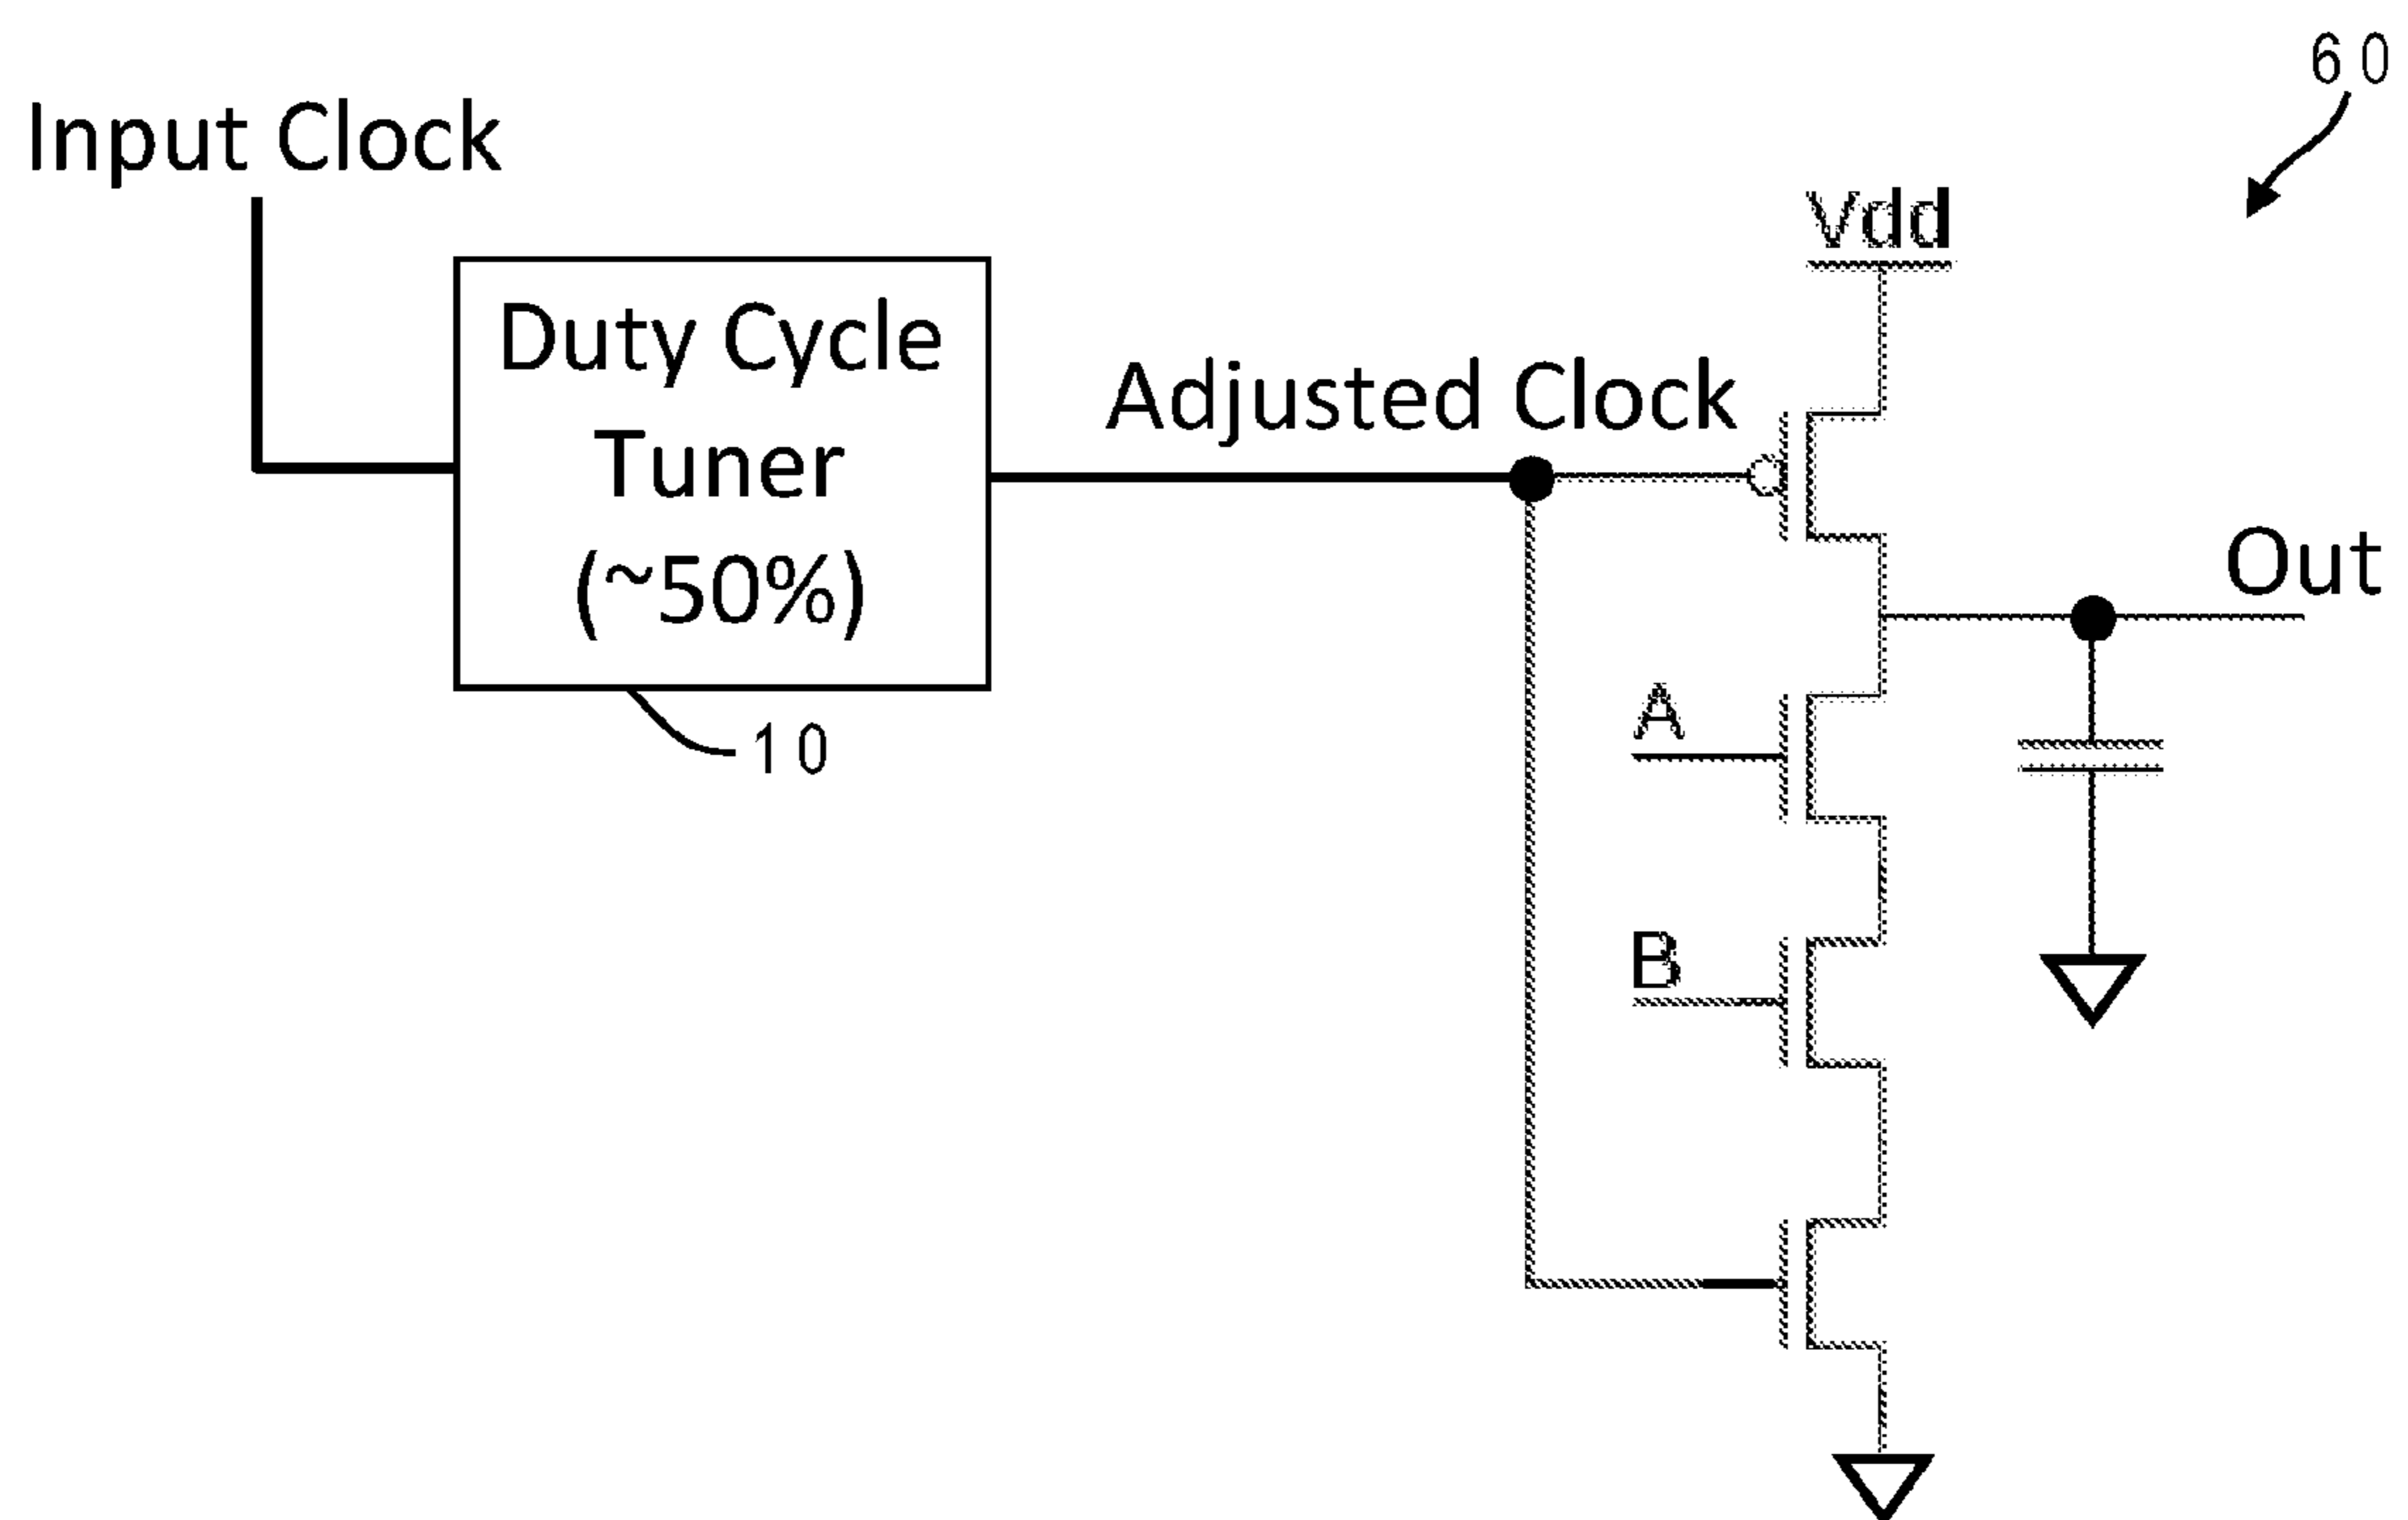 60
Input Clock
Vdd
Duty Cycle
Tuner
(~50%)
Adjusted Clock
Out
A
10
B